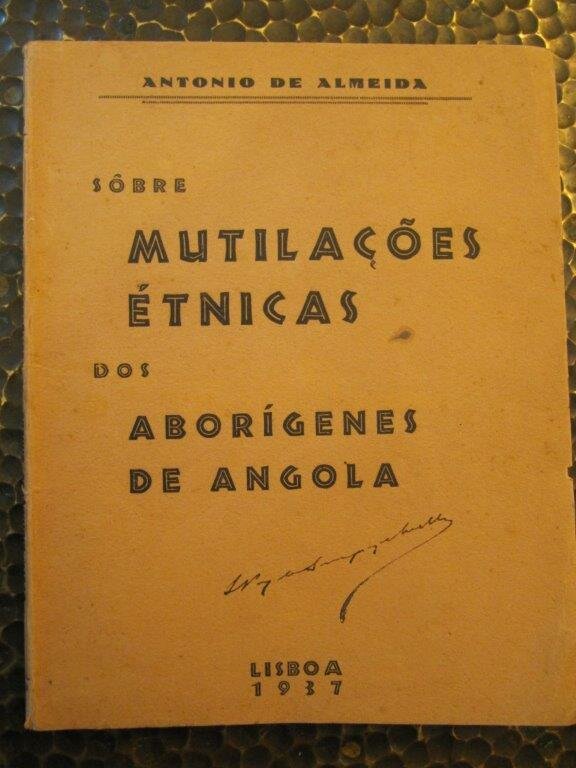 ANTONIO DE ALMEIDA
SÔBRE
MUTILAÇÕES
ÉTNICAS
DOS
ABORÍGENES
DE ANGOLA
LISBOA
1937